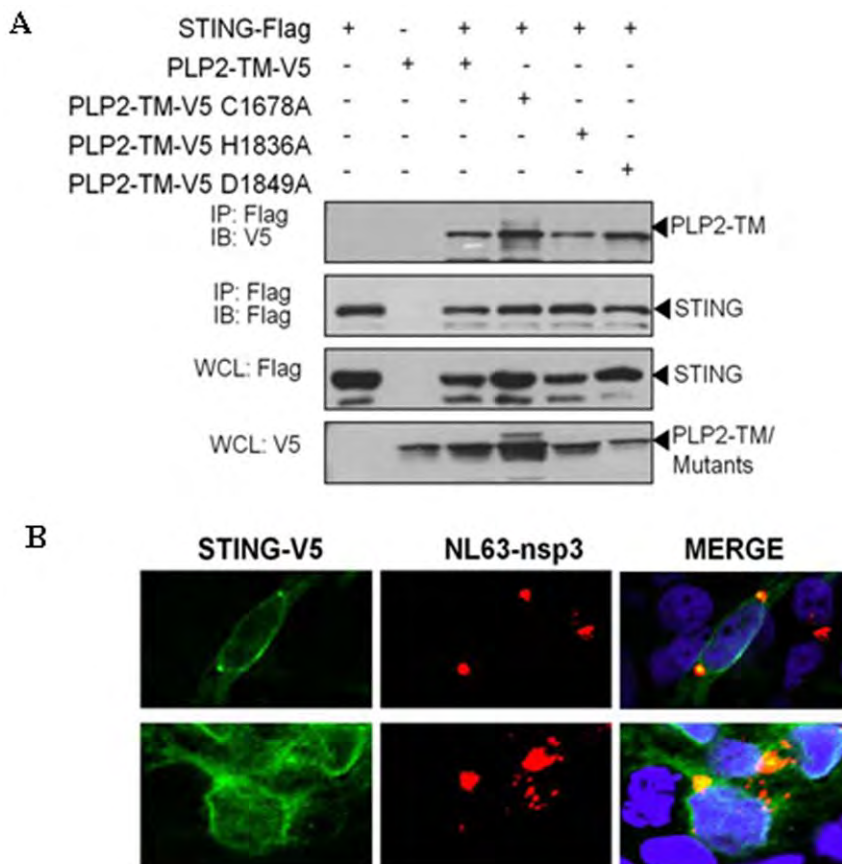 A
STING-Flag + - + + + +
PLP2-TM-V5 - + + - - -
PLP2-TM-V5 C1678A - - - + - -
PLP2-TM-V5 H1836A - - - - + -
PLP2-TM-V5 D1849A - - - - - +
IP: Flag
IB: V5
PLP2-TM
IP: Flag
IB: Flag
STING
WCL: Flag
STING
WCL: V5
PLP2-TM/
Mutants
B
STING-V5 NL63-nsp3 MERGE